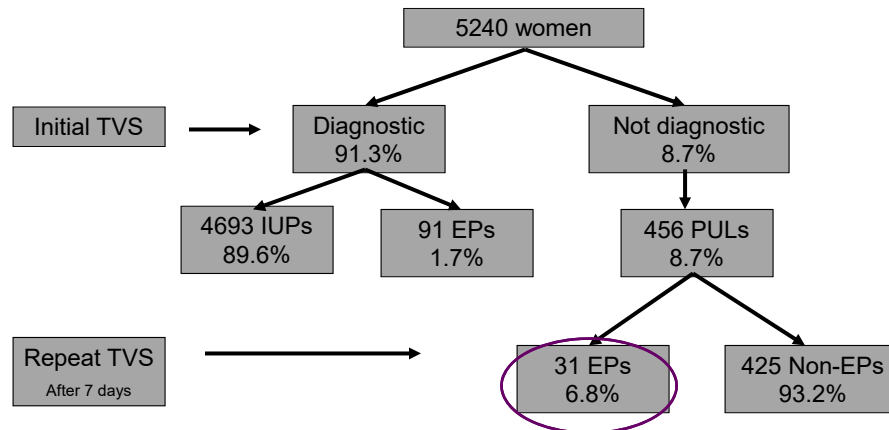 5240 women
Initial TVS
Diagnostic
91.3%
Not diagnostic
8.7%
4693 IUPs
89.6%
91 EPs
1.7%
456 PULs
8.7%
Repeat TVS
After 7 days
31 EPs
6.8%
425 Non-EPs
93.2%